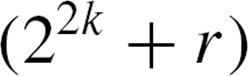 (2^{2k} + r)